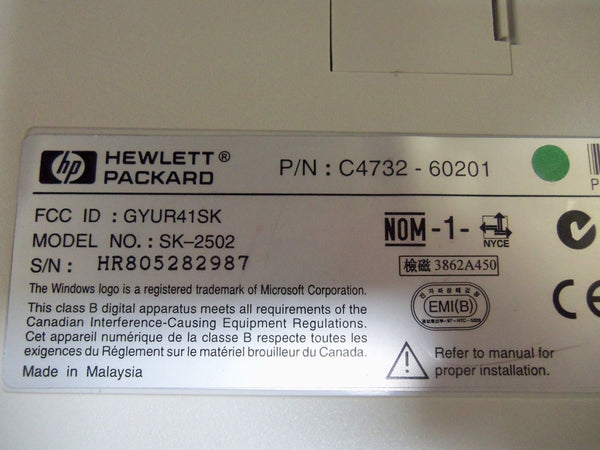 hp HEWLETT®
PACKARD
P/N : C4732 - 60201
P
FCC ID : GYUR41SK
MODEL NO. : SK-2502
S/N : HR805282987
NOM -1- NYCE
檢磁 3862A450
EMI(B)
CE
The Windows logo is a registered trademark of Microsoft Corporation.
This class B digital apparatus meets all requirements of the
Canadian Interference-Causing Equipment Regulations.
Cet appareil numérique de la classe B respecte toutes les
exigences du Réglement sur le matériel brouilleur du Canada.
Made in Malaysia
Refer to manual for
proper installation.